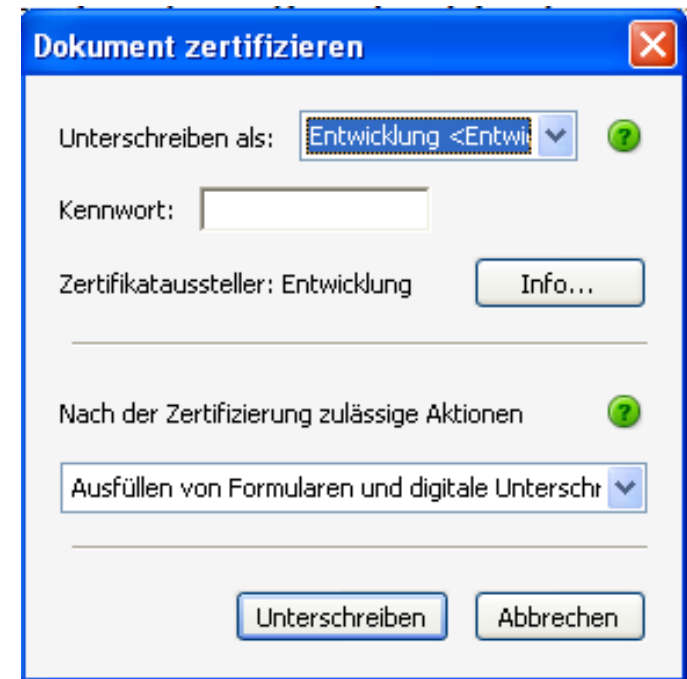 Dokument zertifizieren
Unterschreiben als: Entwicklung <Entwi
Kennwort:
Zertifikataussteller: Entwicklung Info...
Nach der Zertifizierung zulässige Aktionen
Ausfüllen von Formularen und digitale Unterschr
Unterschreiben Abbrechen